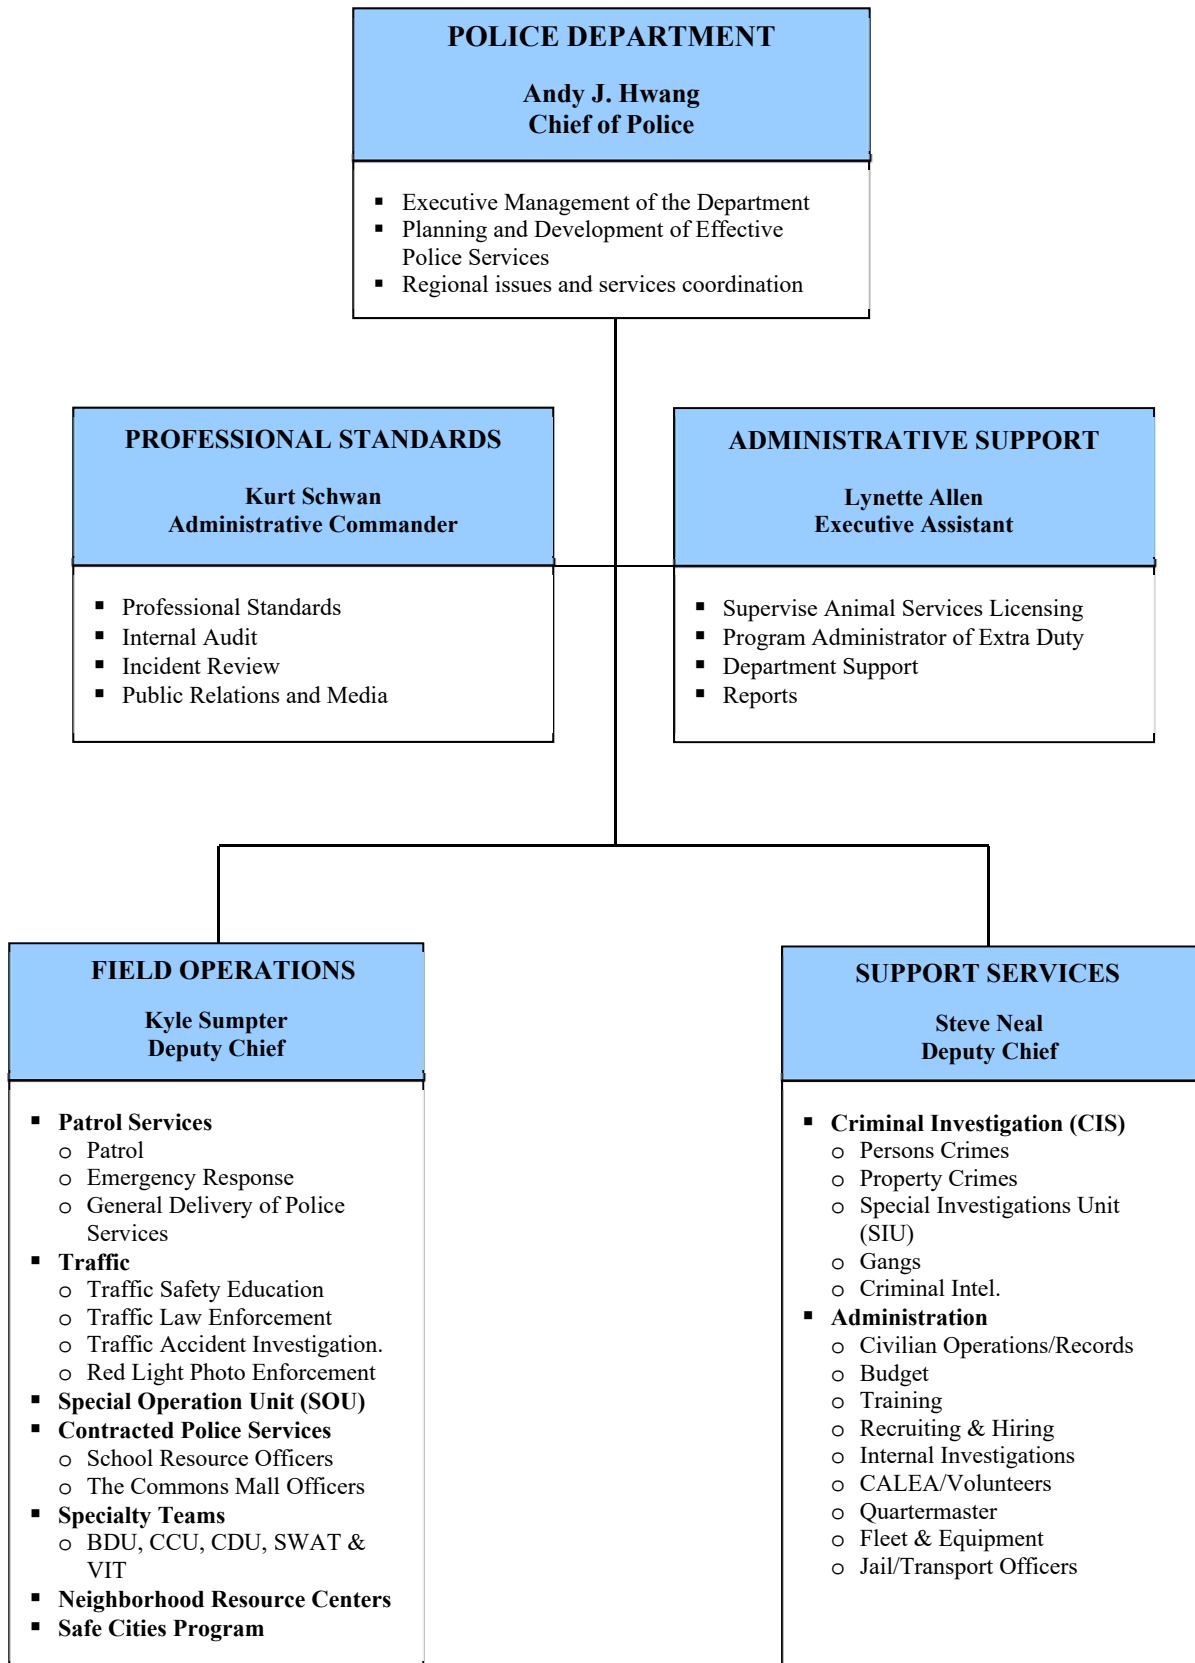 POLICE DEPARTMENT
Andy J. Hwang
Chief of Police
▪ Executive Management of the Department
▪ Planning and Development of Effective
Police Services
▪ Regional issues and services coordination
PROFESSIONAL STANDARDS
Kurt Schwan
Administrative Commander
▪ Professional Standards
▪ Internal Audit
▪ Incident Review
▪ Public Relations and Media
ADMINISTRATIVE SUPPORT
Lynette Allen
Executive Assistant
▪ Supervise Animal Services Licensing
▪ Program Administrator of Extra Duty
▪ Department Support
▪ Reports
FIELD OPERATIONS
Kyle Sumpter
Deputy Chief
▪ Patrol Services
o Patrol
o Emergency Response
o General Delivery of Police
Services
▪ Traffic
o Traffic Safety Education
o Traffic Law Enforcement
o Traffic Accident Investigation.
o Red Light Photo Enforcement
▪ Special Operation Unit (SOU)
▪ Contracted Police Services
o School Resource Officers
o The Commons Mall Officers
▪ Specialty Teams
o BDU, CCU, CDU, SWAT &
VIT
▪ Neighborhood Resource Centers
▪ Safe Cities Program
SUPPORT SERVICES
Steve Neal
Deputy Chief
▪ Criminal Investigation (CIS)
o Persons Crimes
o Property Crimes
o Special Investigations Unit
(SIU)
o Gangs
o Criminal Intel.
▪ Administration
o Civilian Operations/Records
o Budget
o Training
o Recruiting & Hiring
o Internal Investigations
o CALEA/Volunteers
o Quartermaster
o Fleet & Equipment
o Jail/Transport Officers